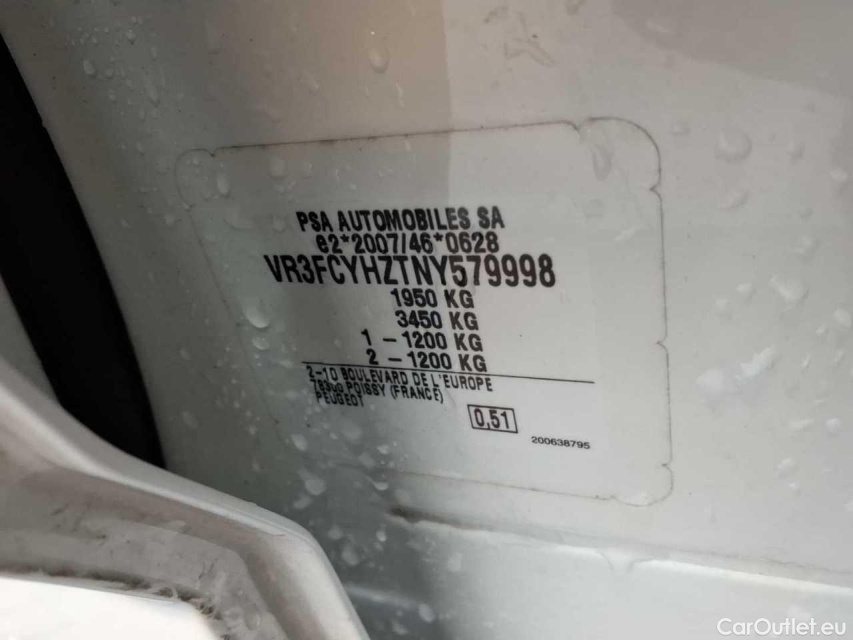 PSA AUTOMOBILES SA
e2*2007/46*0628
VR3FCYHZTNY579998
1950 KG
3450 KG
1 – 1200 KG
2 – 1200 KG
2-10 BOULEVARD DE L'EUROPE
POISSY (FRANCE)
PEUGEOT
0,51
200638795
CarOutlet.eu